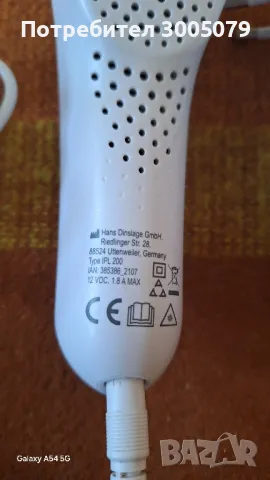 Потребител 3005079
Hans Dinslage GmbH,
Riedlinger Str. 28,
88524 Uttenweiler, Germany
Type IPL 200
IAN: 385386_2107
12 VDC, 1.8 A MAX
CE
Galaxy A54 5G
BAZAR